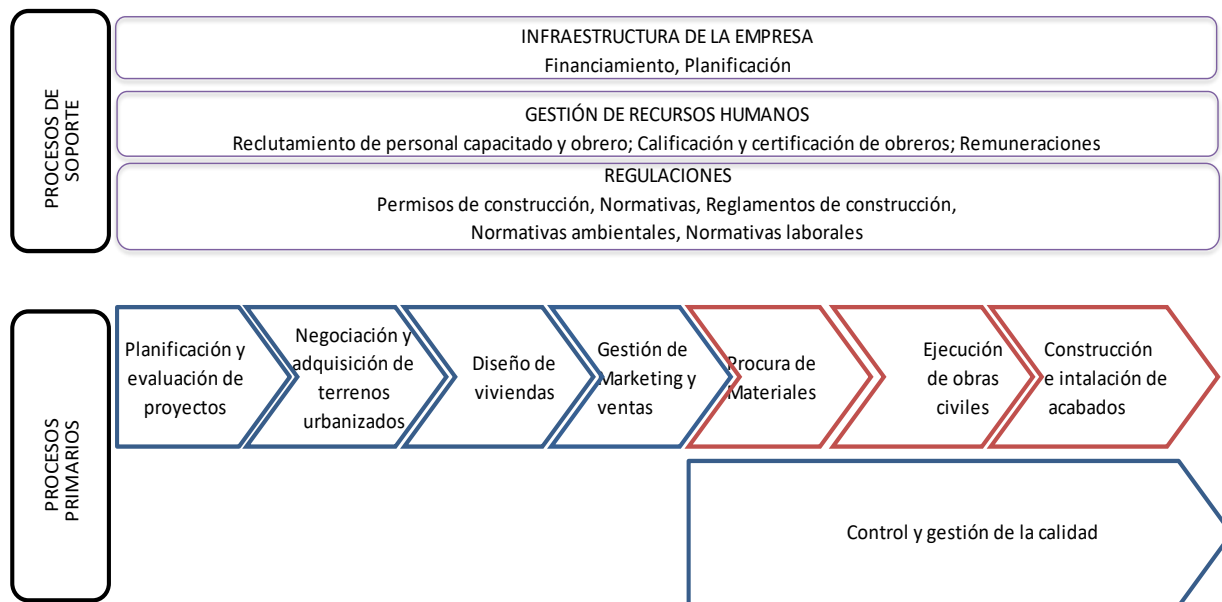 PROCESOS DE
SOPORTE
INFRAESTRUCTURA DE LA EMPRESA
Financiamiento, Planificación
GESTIÓN DE RECURSOS HUMANOS
Reclutamiento de personal capacitado y obrero; Calificación y certificación de obreros; Remuneraciones
REGULACIONES
Permisos de construcción, Normativas, Reglamentos de construcción,
Normativas ambientales, Normativas laborales
PROCESOS
PRIMARIOS
Planificación y
evaluación de
proyectos
Negociación y
adquisición de
terrenos
urbanizados
Diseño de
viviendas
Gestión de
Marketing y
ventas
Procura de
Materiales
Ejecución
de obras
civiles
Construcción
e intalación de
acabados
Control y gestión de la calidad